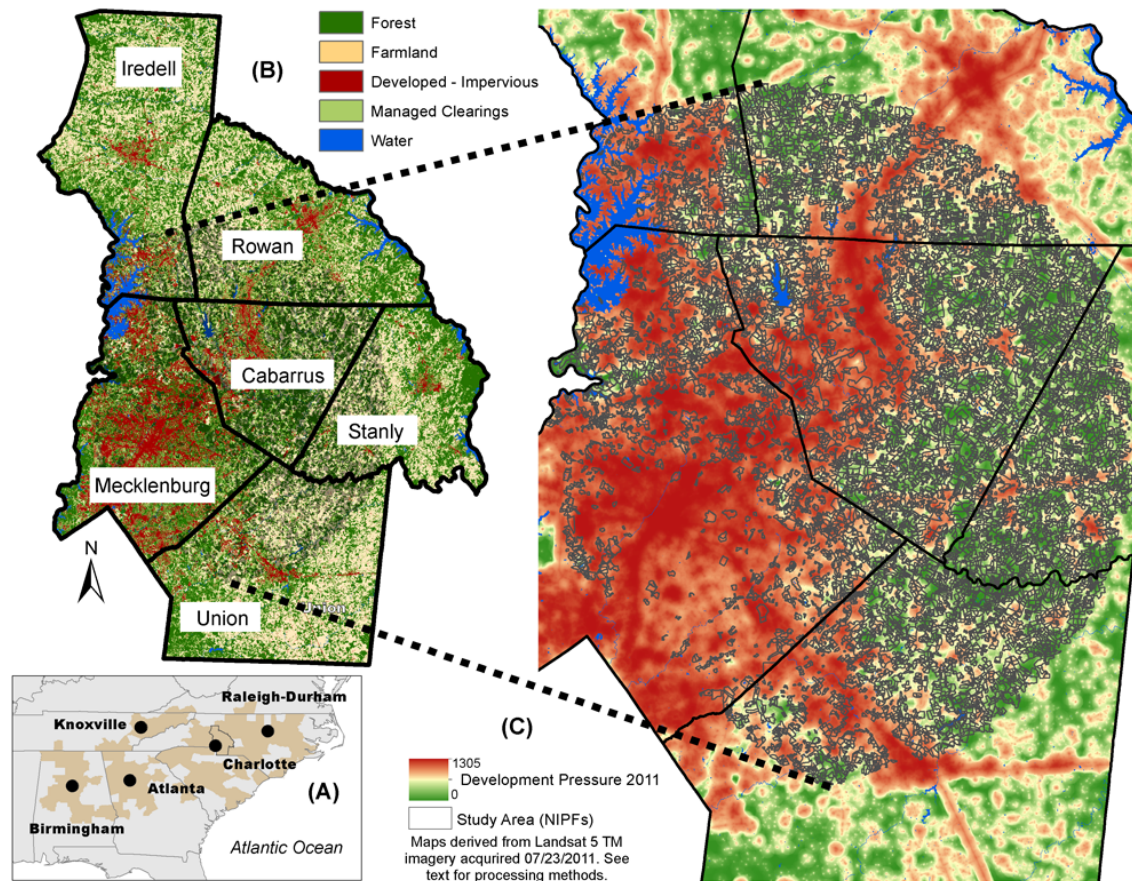 Forest
Farmland
Developed - Impervious
Managed Clearings
Water
(B)
Iredell
Rowan
Cabarrus
Stanly
Mecklenburg
N
Union
Union
Raleigh-Durham
Knoxville
Charlotte
Atlanta
(A)
Birmingham
Atlantic Ocean
(C)
1305
Development Pressure 2011
0
Study Area (NIPFs)
Maps derived from Landsat 5 TM
imagery acqurired 07/23/2011. See
text for processing methods.